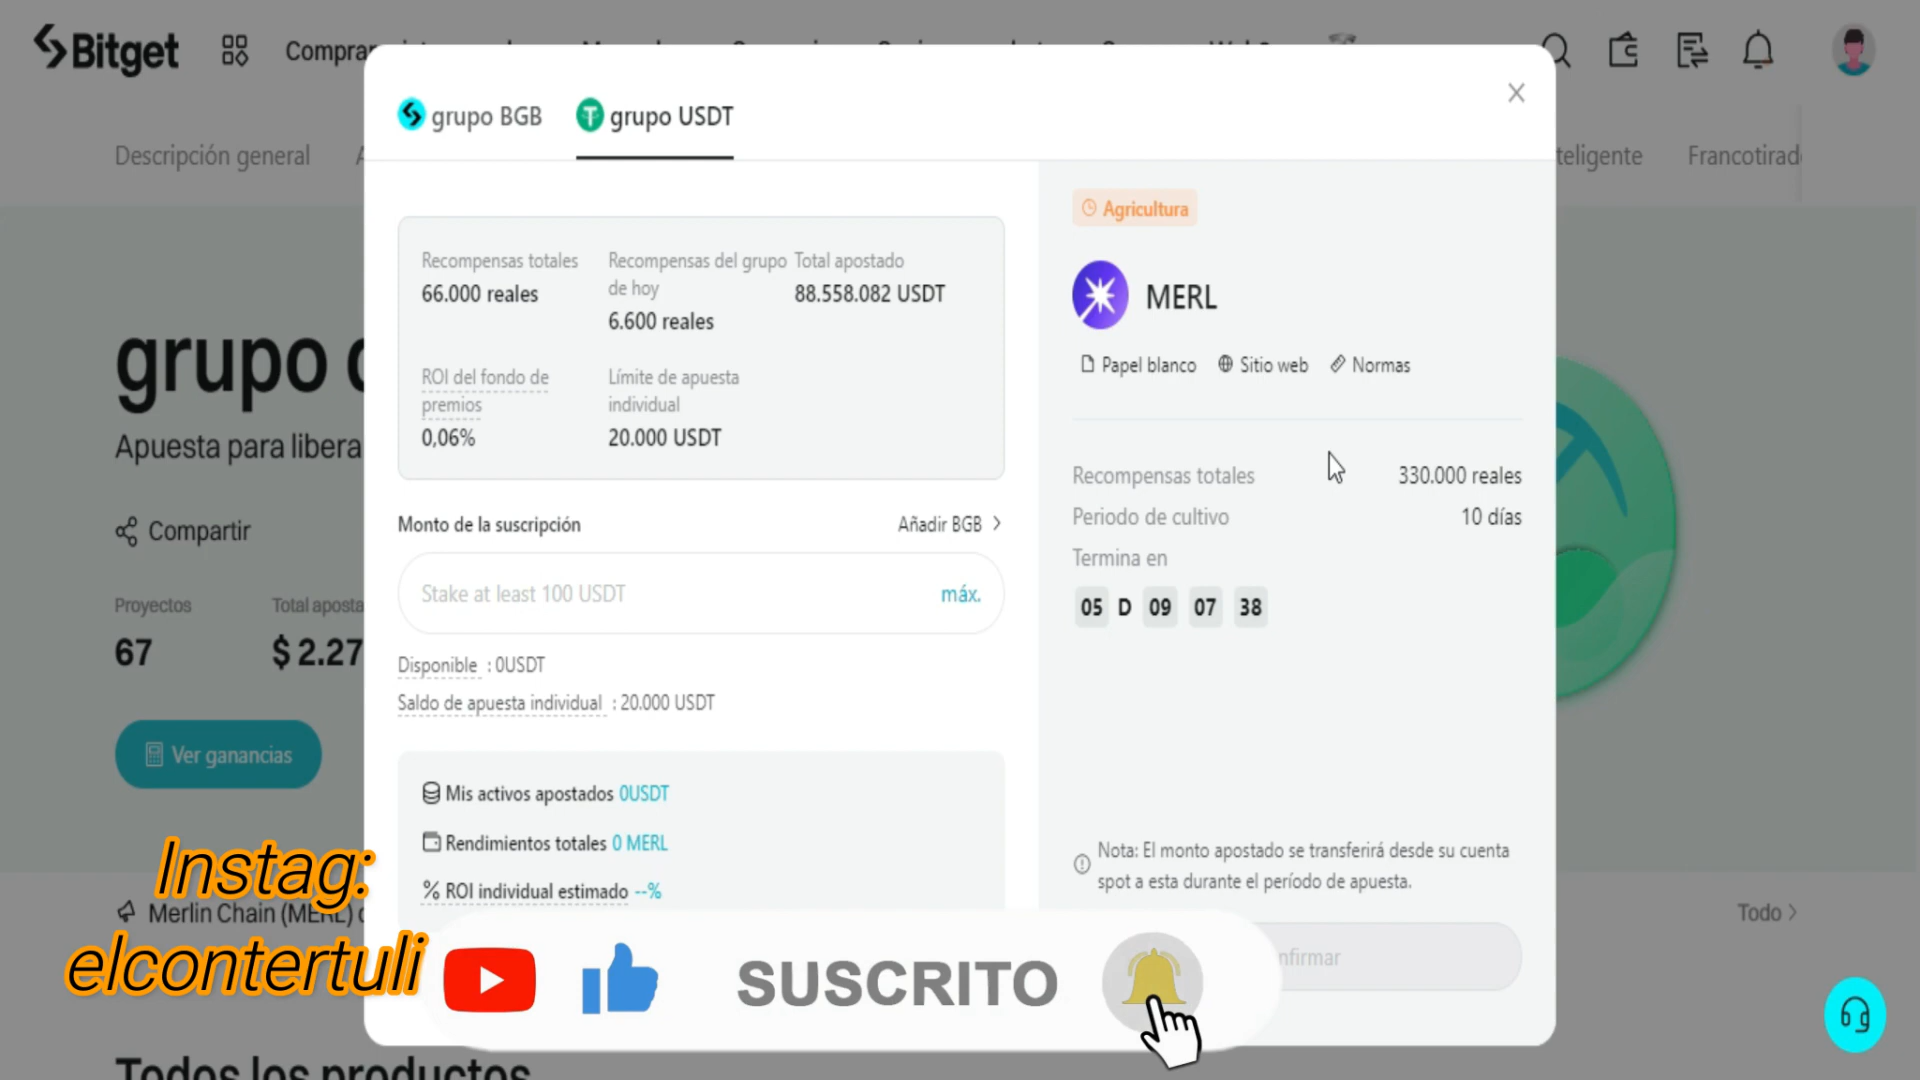 Bitget
Comprar
grupo BGB
grupo USDT
Descripción general
teligente
Francotirad
Recompensas totales
66.000 reales
Recompensas del grupo
de hoy
6.600 reales
Total apostado
88.558.082 USDT
ROI del fondo de
premios
0,06%
Límite de apuesta
individual
20.000 USDT
Agricultura
MERL
Papel blanco
Sitio web
Normas
grupo
Apuesta para libera
Compartir
Proyectos
67
Total aposta
$ 2.27
Ver ganancias
Monto de la suscripción
Añadir BGB >
Stake at least 100 USDT
máx.
Disponible : 0USDT
Saldo de apuesta individual : 20.000 USDT
Recompensas totales 330.000 reales
Periodo de cultivo 10 días
Termina en
05 D 09 07 38
Mis activos apostados 0USDT
Rendimientos totales 0 MERL
% ROI individual estimado --%
Nota: El monto apostado se transferirá desde su cuenta
spot a esta durante el período de apuesta.
nfirmar
Instag:
Merlin Chain (MERL)
elcontertuli
Todo >
SUSCRITO
Todos los productos